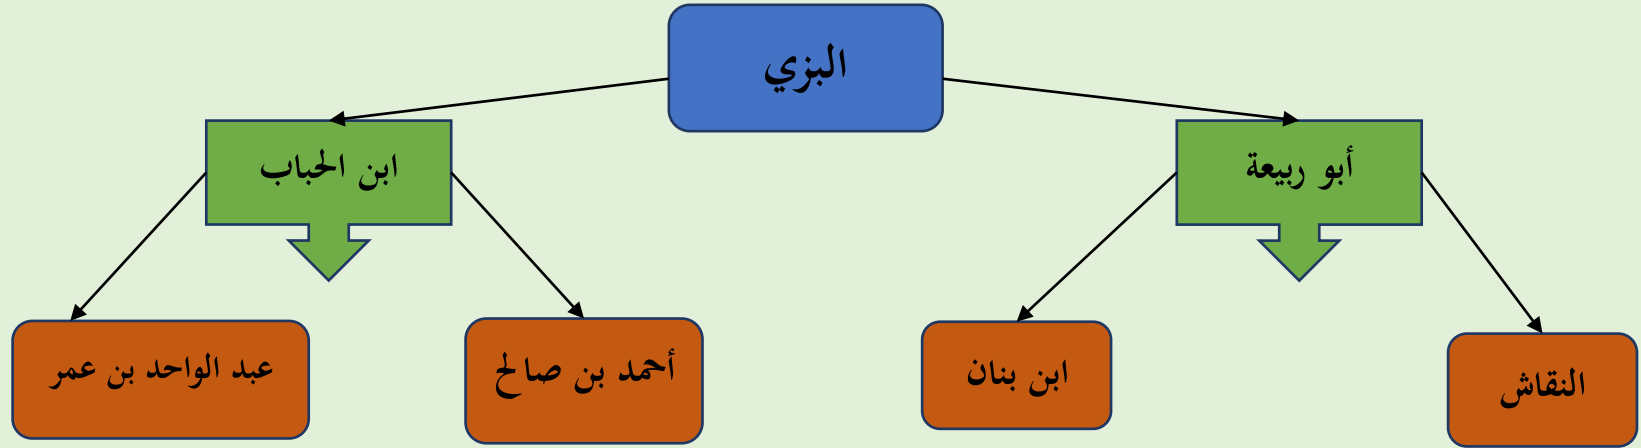 البزي
أبو ربيعة
ابن الحباب
النقاش
ابن بنان
أحمد بن صالح
عبد الواحد بن عمر